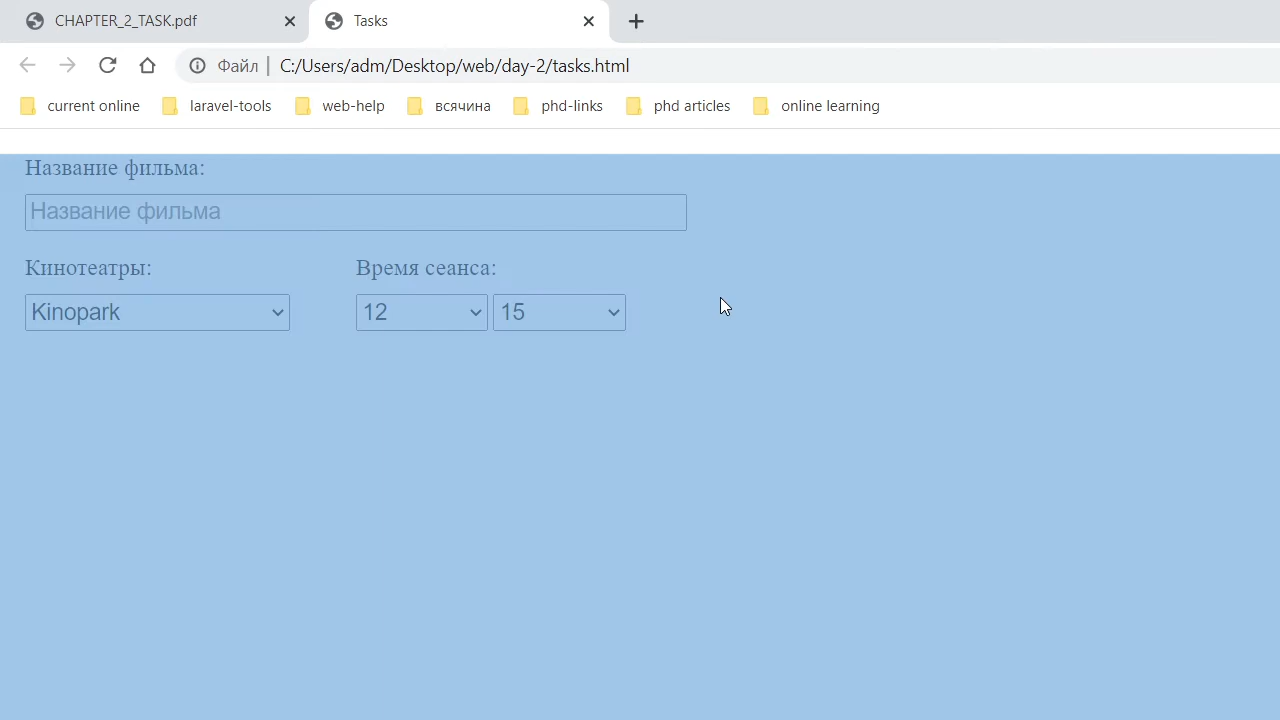 CHAPTER_2_TASK.pdf Tasks
Файл | C:/Users/adm/Desktop/web/day-2/tasks.html
current online laravel-tools web-help всячина phd-links phd articles online learning
Название фильма:
Название фильма
Кинотеатры: Время сеанса:
Kinopark 12 15